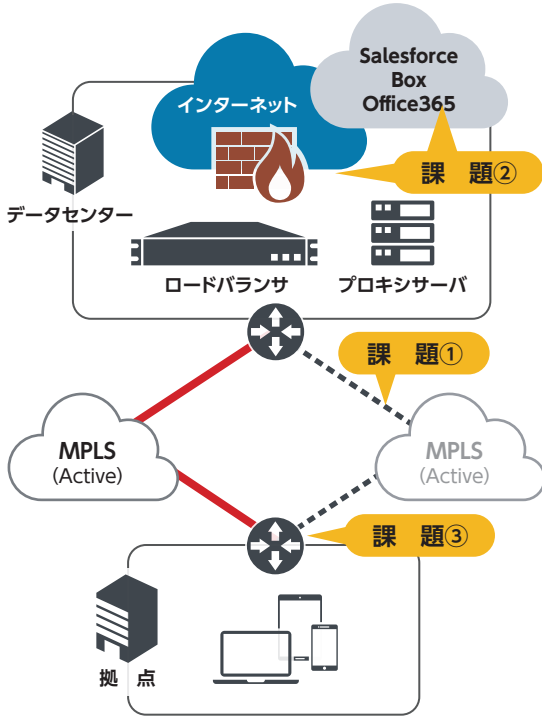 Salesforce
Box
Office365
インターネット
課 題②
データセンター
ロードバランサ
プロキシサーバ
課 題①
MPLS
(Active)
MPLS
(Active)
課 題③
拠 点